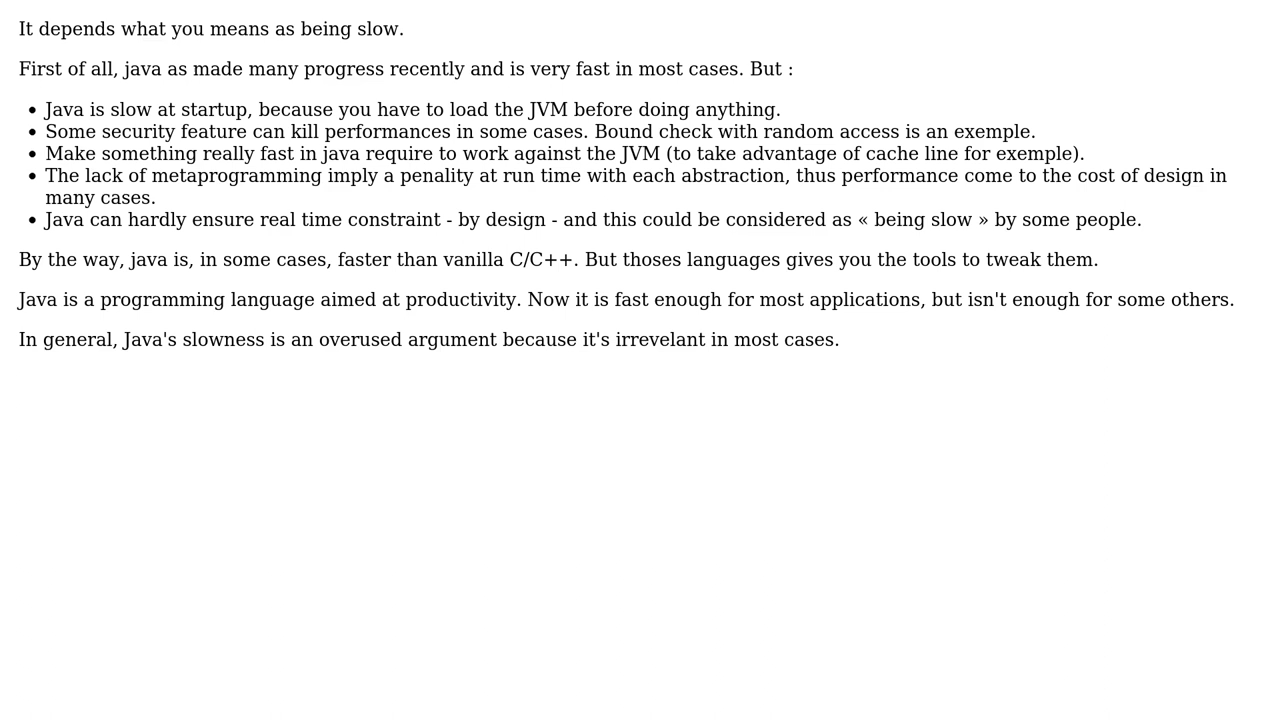 It depends what you means as being slow.
First of all, java as made many progress recently and is very fast in most cases. But :
• Java is slow at startup, because you have to load the JVM before doing anything.
• Some security feature can kill performances in some cases. Bound check with random access is an exemple.
• Make something really fast in java require to work against the JVM (to take advantage of cache line for exemple).
• The lack of metaprogramming imply a penality at run time with each abstraction, thus performance come to the cost of design in
many cases.
• Java can hardly ensure real time constraint - by design - and this could be considered as « being slow » by some people.
By the way, java is, in some cases, faster than vanilla C/C++. But thoses languages gives you the tools to tweak them.
Java is a programming language aimed at productivity. Now it is fast enough for most applications, but isn't enough for some others.
In general, Java's slowness is an overused argument because it's irrevelant in most cases.